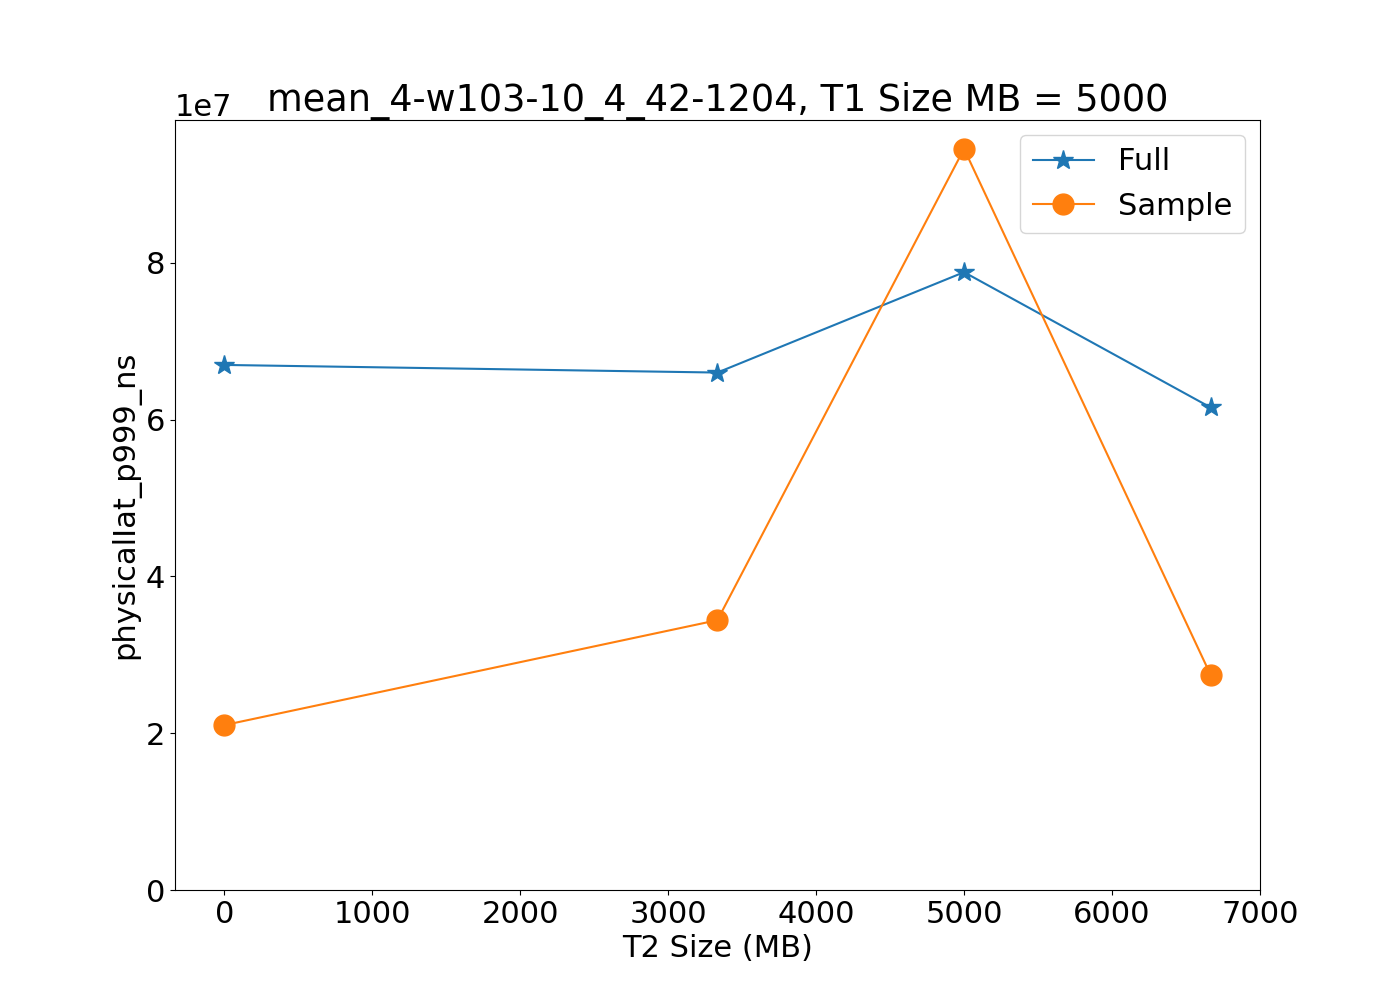 1e7
mean_4-w103-10_4_42-1204, T1 Size MB = 5000
Full
Sample
8
6
4
2
0
physicallat_p999_ns
0 1000 2000 3000 4000 5000 6000 7000
T2 Size (MB)